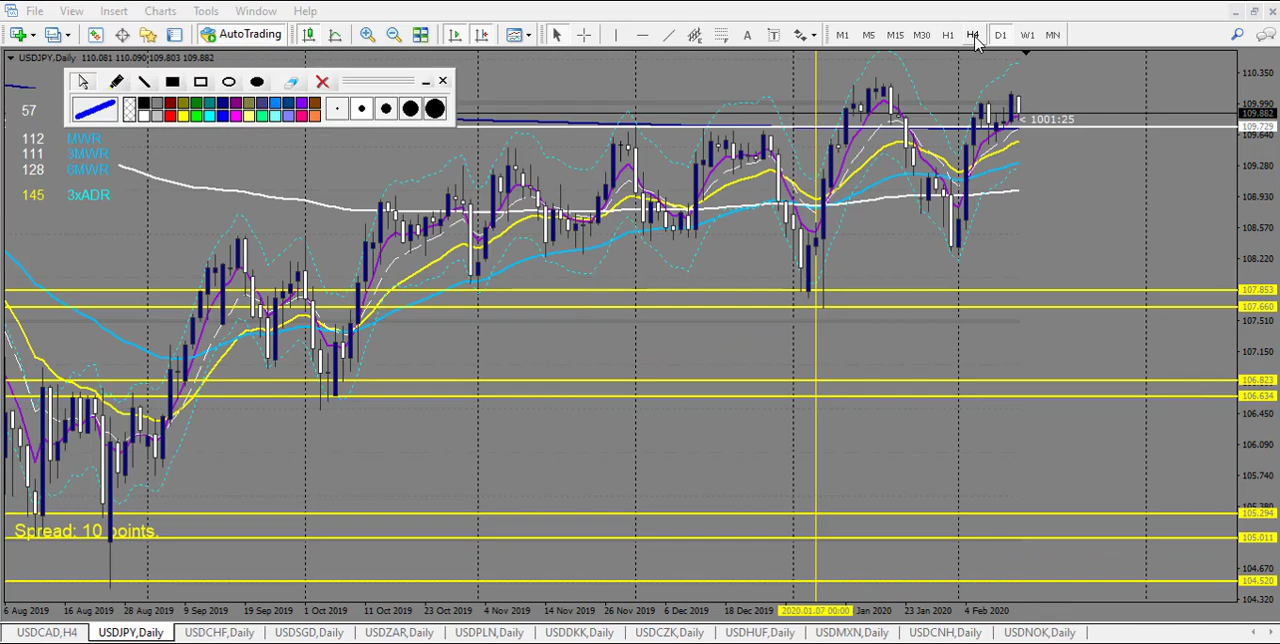 File View Insert Charts Tools Window Help
AutoTrading M1 M5 M15 M30 H1 H4 D1 W1 MN
USDJPY,Daily 110.081 110.090 109.803 109.882
57
112 MWR
111 3MWR
128 6MWR
145 3xADR
< 1001:25
110.350
109.990
109.882
109.729
109.640
109.280
108.930
108.570
108.220
107.853
107.660
107.510
107.150
106.823
106.634
106.450
106.090
105.740
105.294
105.011
104.670
104.520
104.320
Spread: 10 points.
6 Aug 2019 16 Aug 2019 28 Aug 2019 9 Sep 2019 19 Sep 2019 1 Oct 2019 11 Oct 2019 23 Oct 2019 4 Nov 2019 14 Nov 2019 26 Nov 2019 6 Dec 2019 18 Dec 2019 2020.01.07 00:00 Jan 2020 23 Jan 2020 4 Feb 2020
USDCAD,H4 USDJPY,Daily USDCHF,Daily USDSGD,Daily USDZAR,Daily USDPLN,Daily USDDKK,Daily USDCZK,Daily USDHUF,Daily USDMXN,Daily USDCNH,Daily USDNOK,Daily